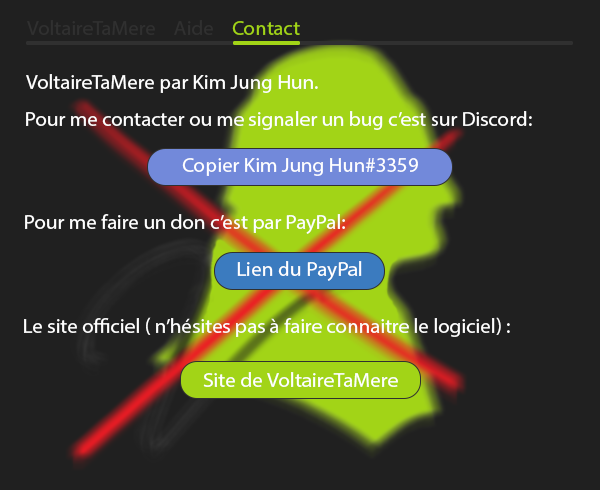 VoltaireTaMere Aide Contact
VoltaireTaMere par Kim Jung Hun.
Pour me contacter ou me signaler un bug c'est sur Discord:
Copier Kim Jung Hun#3359
Pour me faire un don c'est par PayPal:
Lien du PayPal
Le site officiel ( n'hésites pas à faire connaitre le logiciel) :
Site de VoltaireTaMere